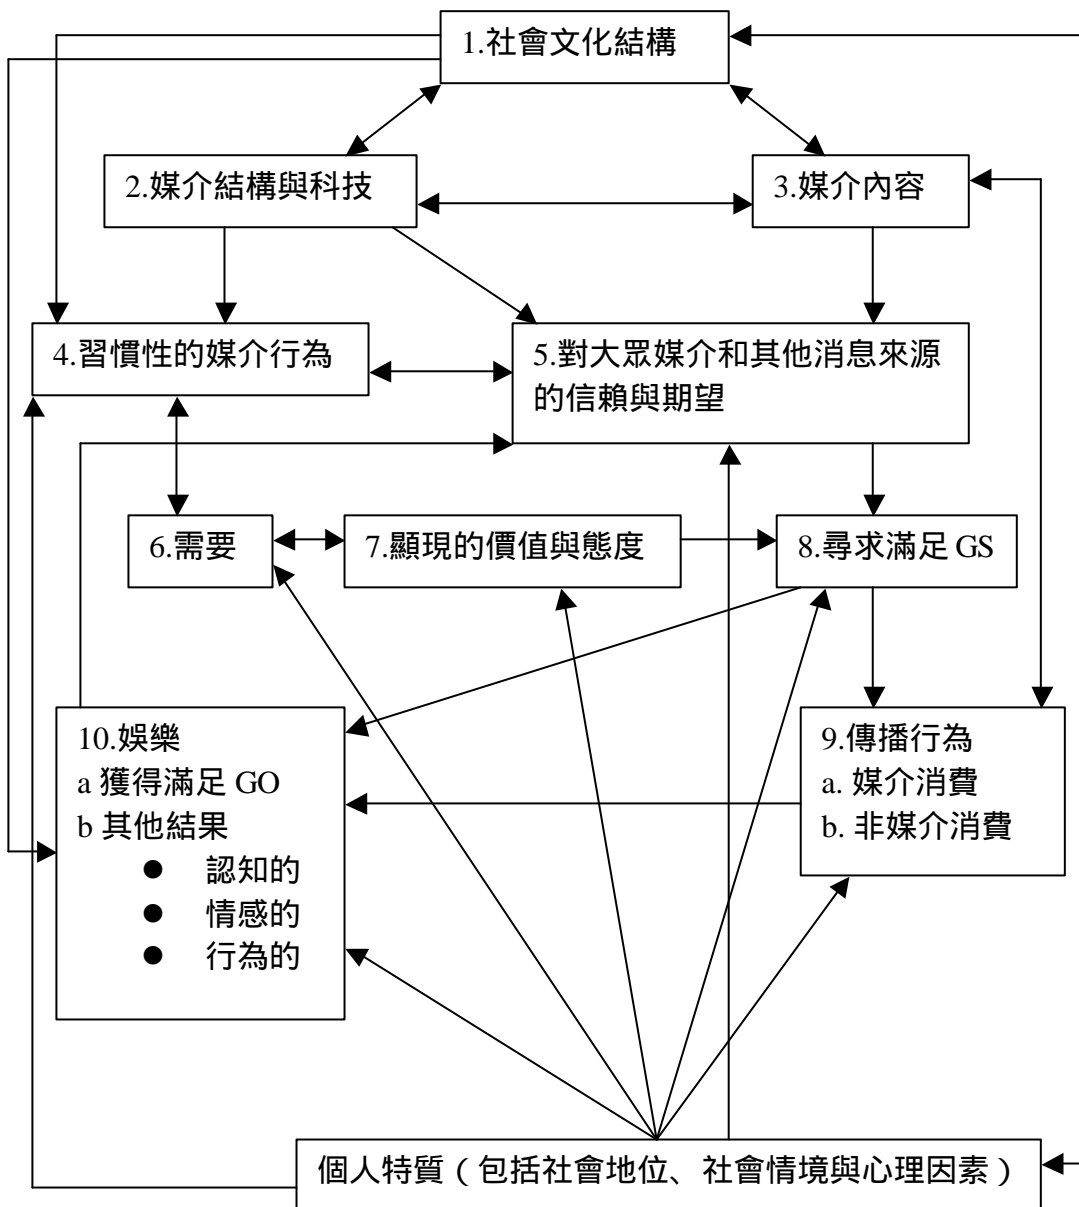 1.社會文化結構
2.媒介結構與科技
3.媒介內容
4.習慣性的媒介行為
5.對大眾媒介和其他消息來源
的信賴與期望
6.需要
7.顯現的價值與態度
8.尋求滿足 GS
10.娛樂
a 獲得滿足 GO
b 其他結果
● 認知的
● 情感的
● 行為的
9.傳播行為
a. 媒介消費
b. 非媒介消費
個人特質（包括社會地位、社會情境與心理因素）